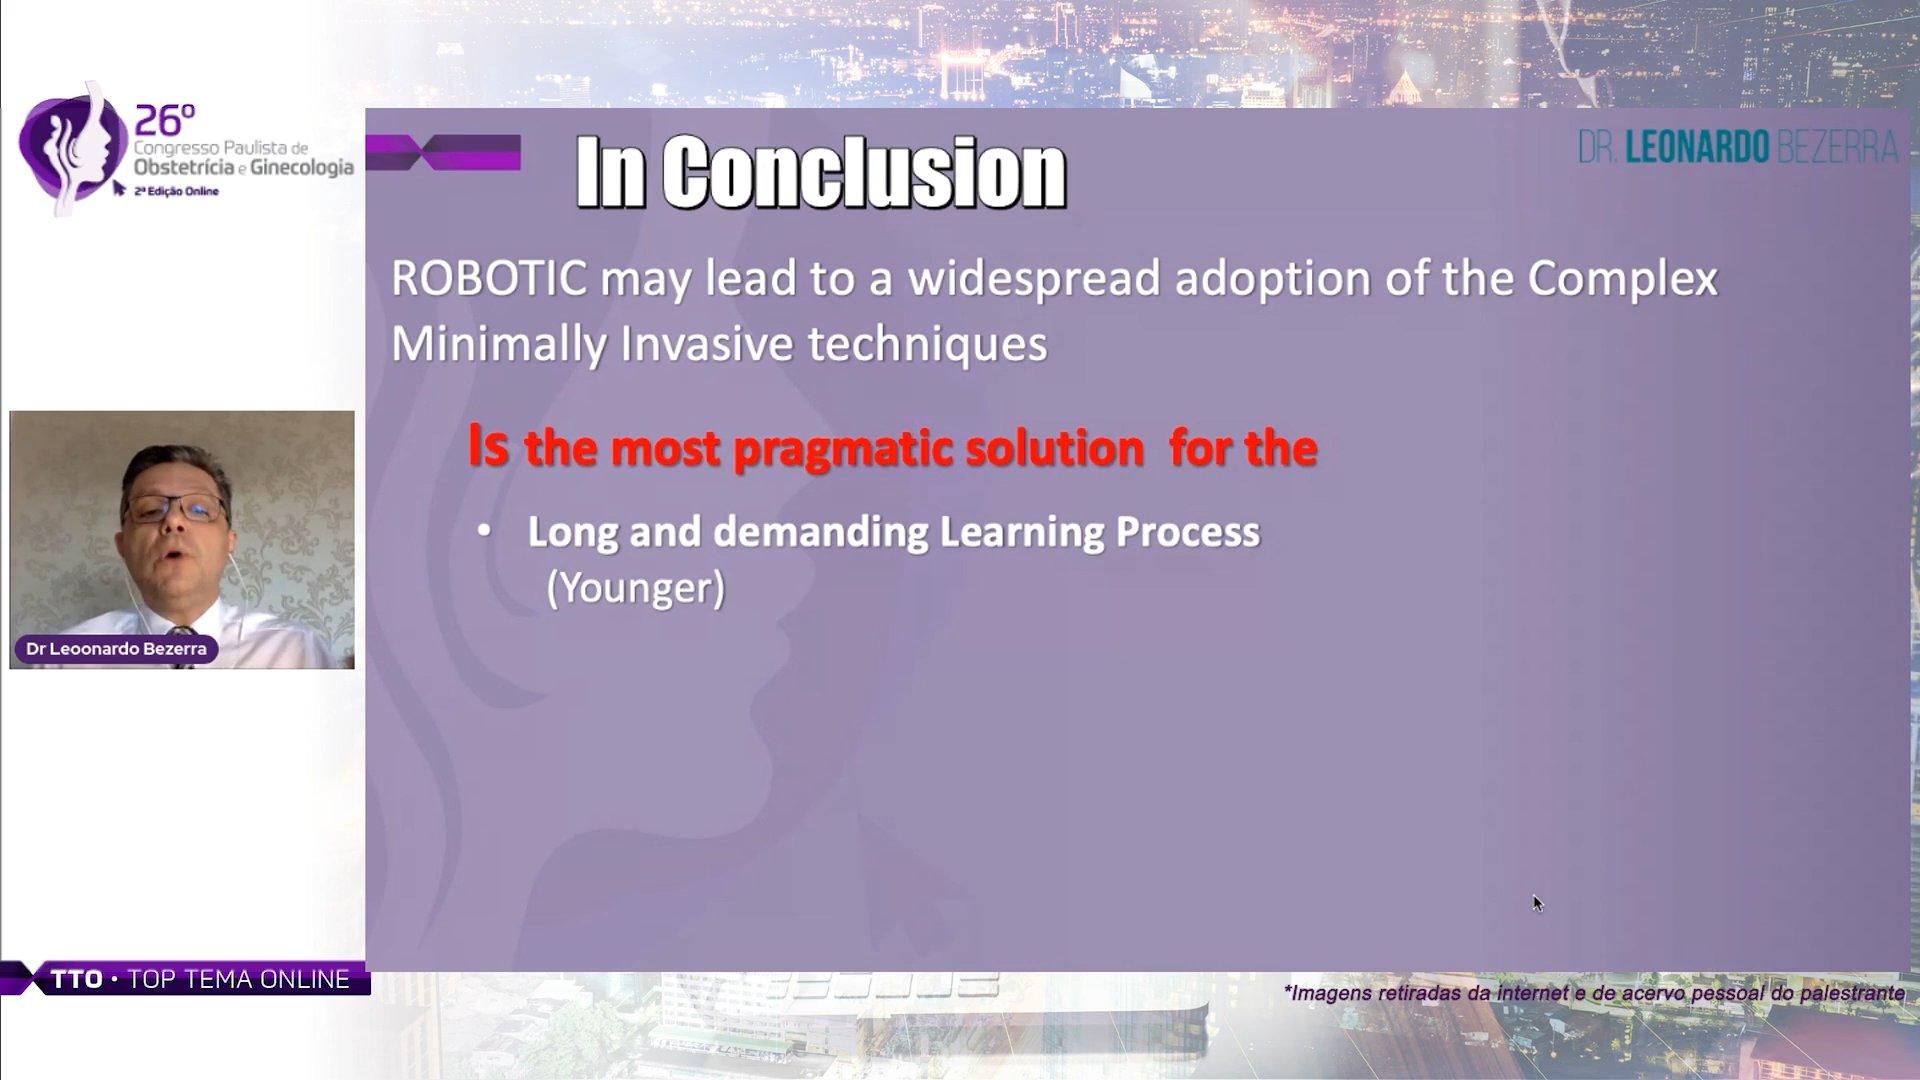 26º
Congresso Paulista de
Obstetrícia e Ginecologia
2ª Edição Online
In Conclusion
DR. LEONARDO BEZERRA
ROBOTIC may lead to a widespread adoption of the Complex
Minimally Invasive techniques
Is the most pragmatic solution for the
• Long and demanding Learning Process
(Younger)
Dr Leoonardo Bezerra
TTO • TOP TEMA ONLINE
*Imagens retiradas da internet e de acervo pessoal do palestrante